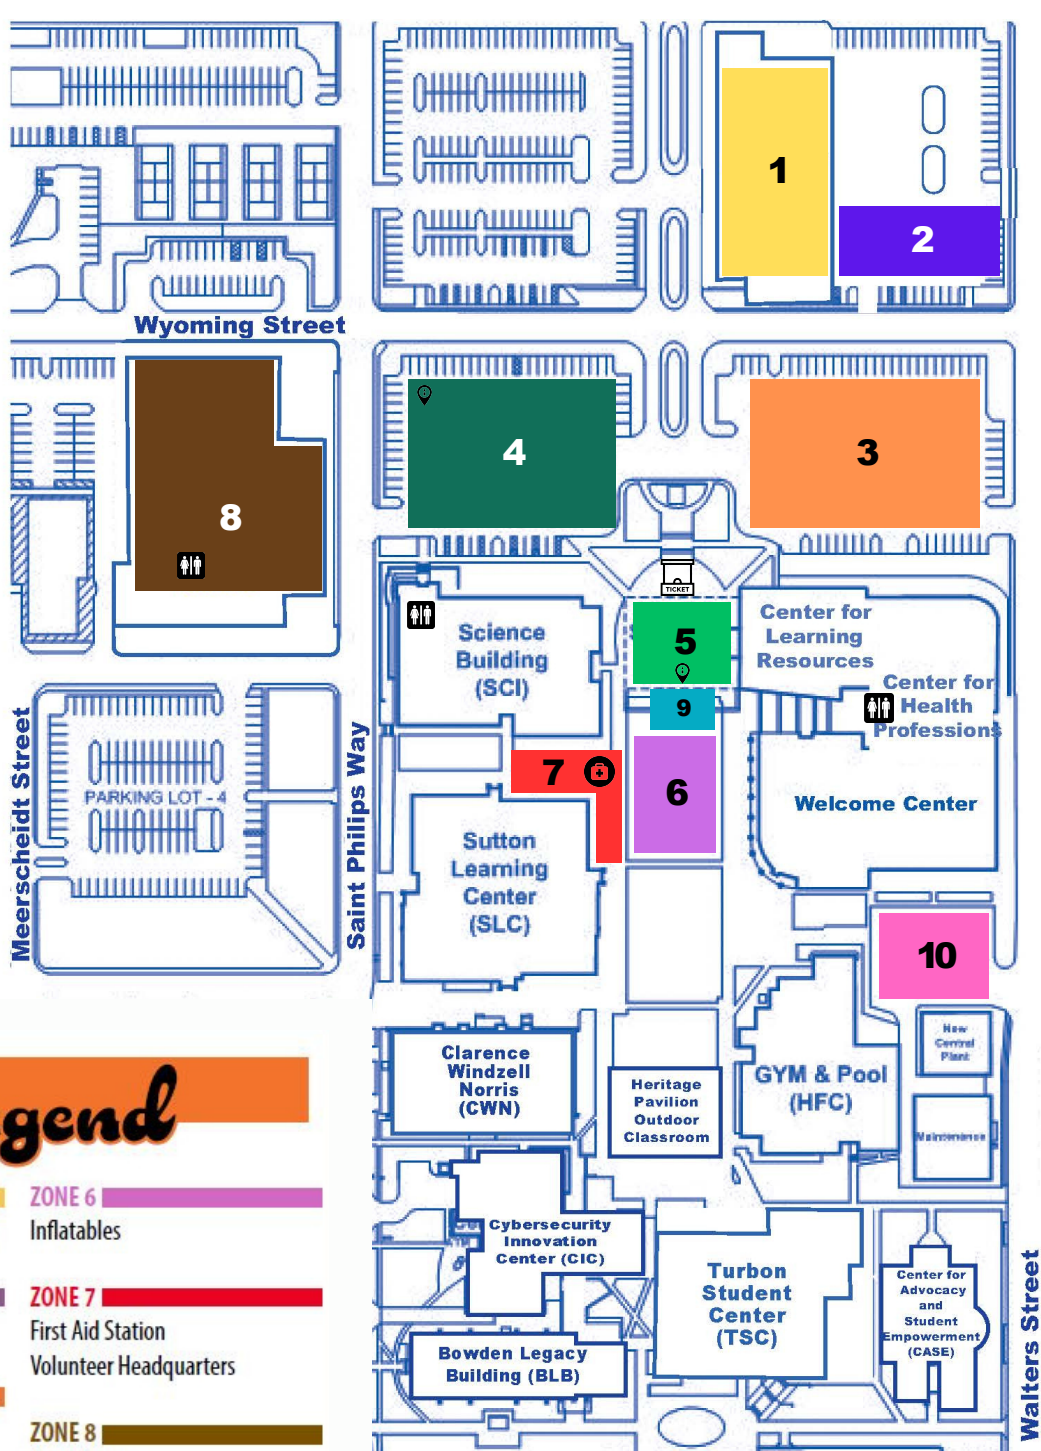 1
2
Wyoming Street
4
3
8
TICKET
Science
Building
(SCI)
5
Center for
Learning
Resources
Center for
Health
Professions
9
7
6
Welcome Center
PARKING LOT - 4
Meerscheidt Street
Saint Philips Way
Sutton
Learning
Center
(SLC)
10
New
Central
Plant
Clarence
Windzell
Norris
(CWN)
Heritage
Pavilion
Outdoor
Classroom
GYM & Pool
(HFC)
Maintenance
gend
ZONE 6
Inflatables
ZONE 7
First Aid Station
Volunteer Headquarters
ZONE 8
Cybersecurity
Innovation
Center (CIC)
Turbon
Student
Center
(TSC)
Center for
Advocacy
and
Student
Empowerment
(CASE)
Bowden Legacy
Building (BLB)
Walters Street